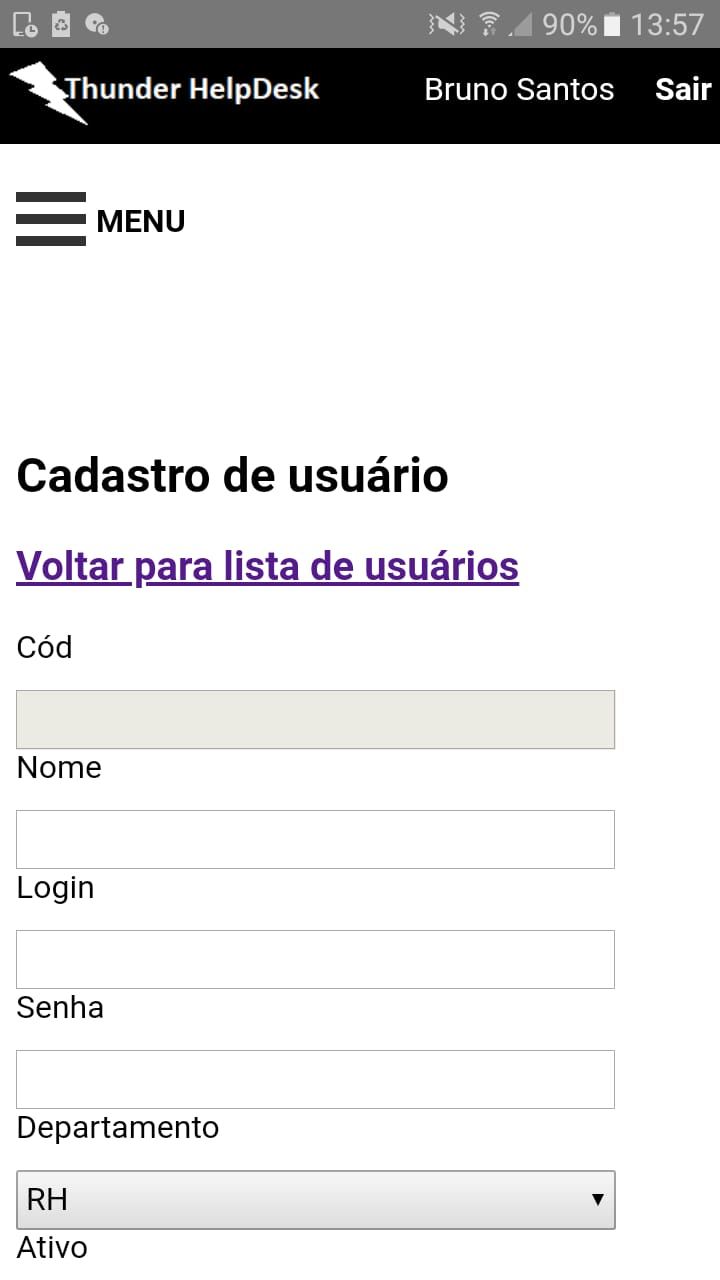 90% 13:57
Thunder HelpDesk Bruno Santos Sair
MENU
Cadastro de usuário
Voltar para lista de usuários
Cód
Nome
Login
Senha
Departamento
RH
Ativo